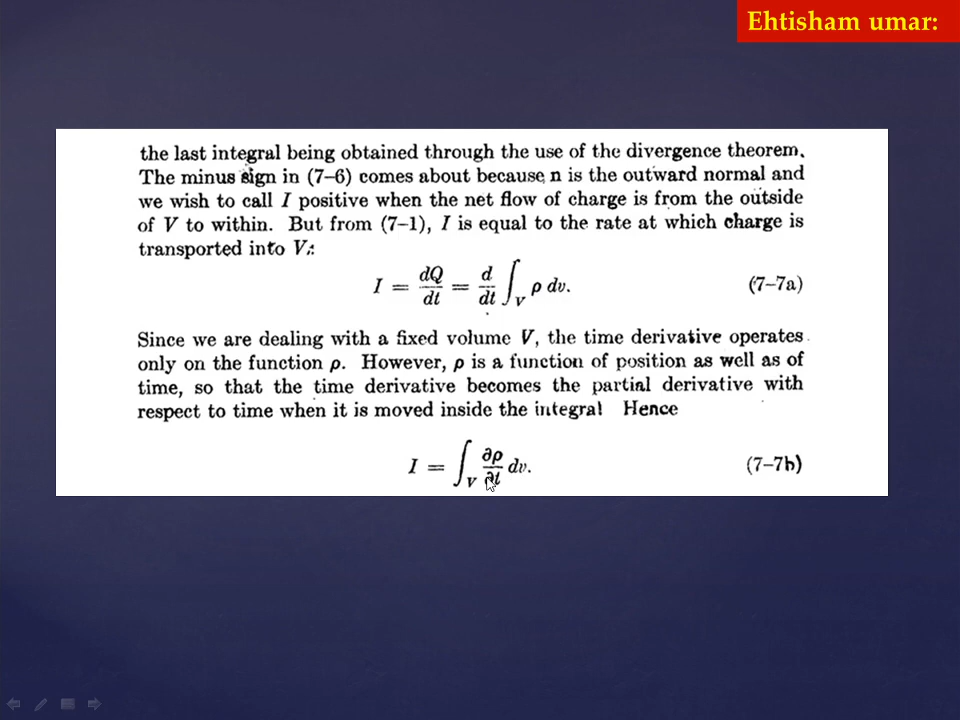 Ehtisham umar:
the last integral being obtained through the use of the divergence theorem.
The minus sign in (7–6) comes about because n is the outward normal and
we wish to call I positive when the net flow of charge is from the outside
of V to within. But from (7–1), I is equal to the rate at which charge is
transported into V:
I = dQ/dt = d/dt ∫_V ρ dv. (7–7a)
Since we are dealing with a fixed volume V, the time derivative operates
only on the function ρ. However, ρ is a function of position as well as of
time, so that the time derivative becomes the partial derivative with
respect to time when it is moved inside the integral Hence
I = ∫_V ∂ρ/∂t dv. (7–7b)